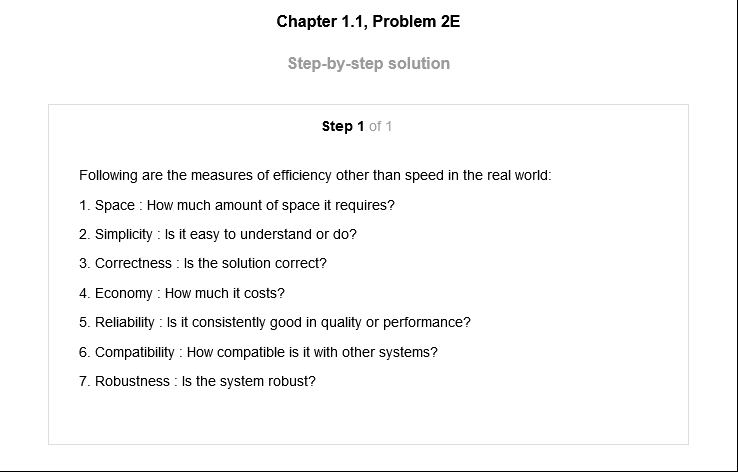 Chapter 1.1, Problem 2E
Step-by-step solution
Step 1 of 1
Following are the measures of efficiency other than speed in the real world:
1. Space : How much amount of space it requires?
2. Simplicity : Is it easy to understand or do?
3. Correctness : Is the solution correct?
4. Economy : How much it costs?
5. Reliability : Is it consistently good in quality or performance?
6. Compatibility : How compatible is it with other systems?
7. Robustness : Is the system robust?